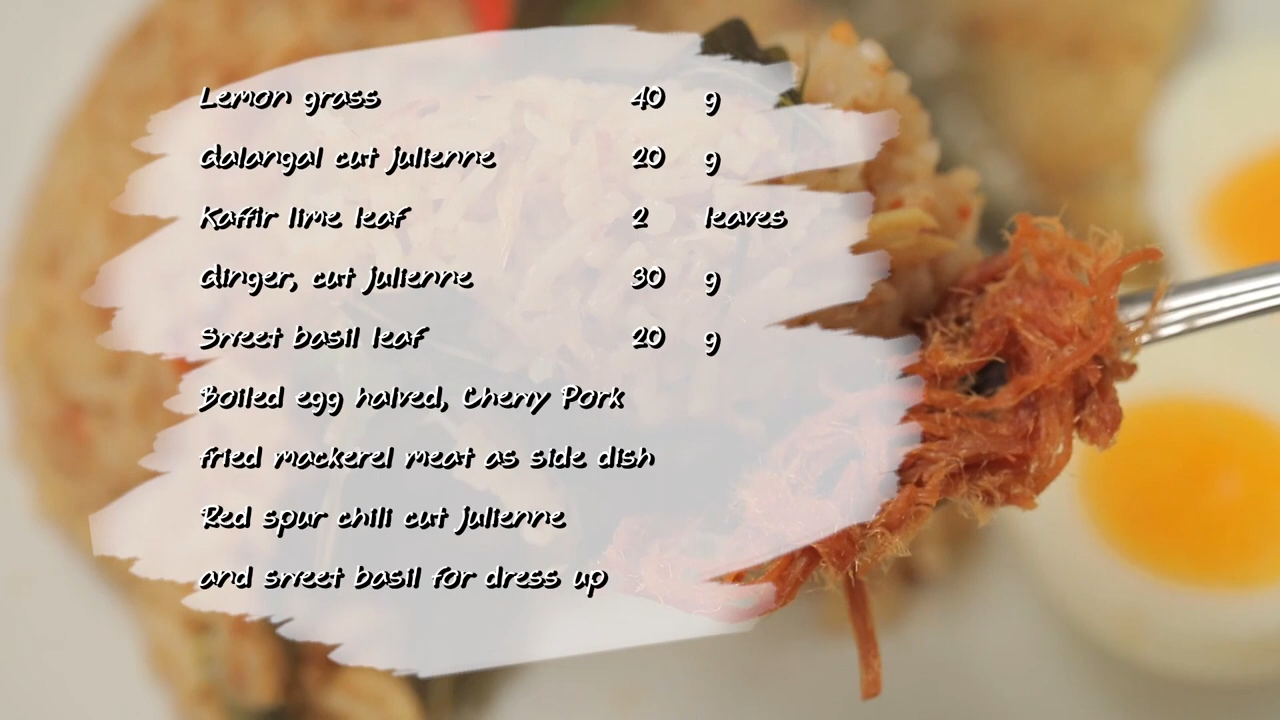 Lemon grass 40 g
Galangal cut julienne 20 g
Kaffir lime leaf 2 leaves
Ginger, cut julienne 30 g
Sweet basil leaf 20 g
Boiled egg halved, Cherry Pork
fried mackerel meat as side dish
Red spur chili cut julienne
and sweet basil for dress up